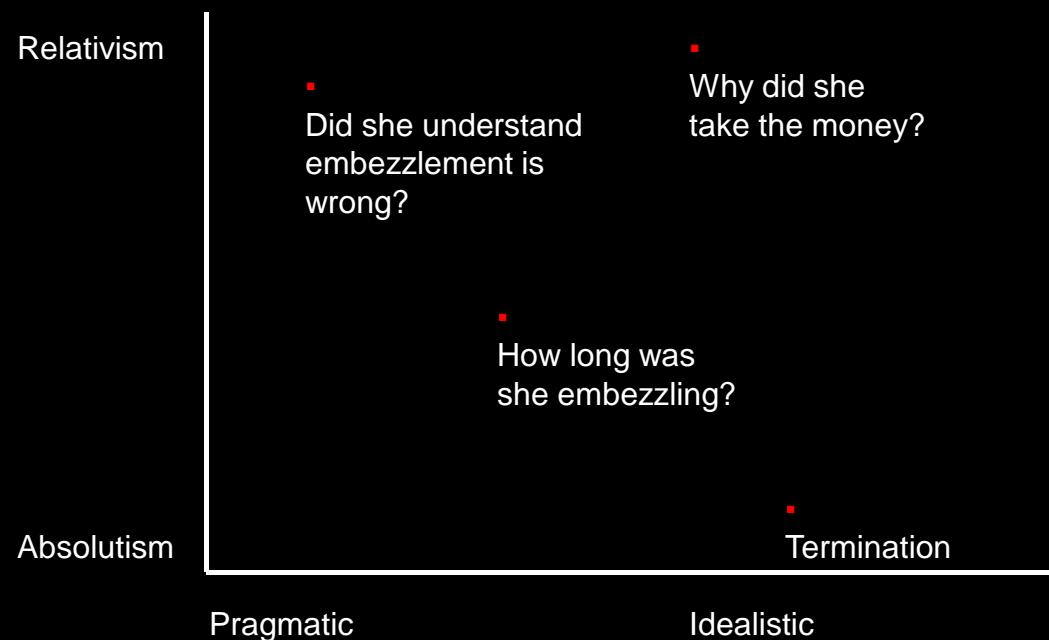 Relativism
Why did she
take the money?
Did she understand
embezzlement is
wrong?
How long was
she embezzling?
Absolutism
Termination
Pragmatic
Idealistic